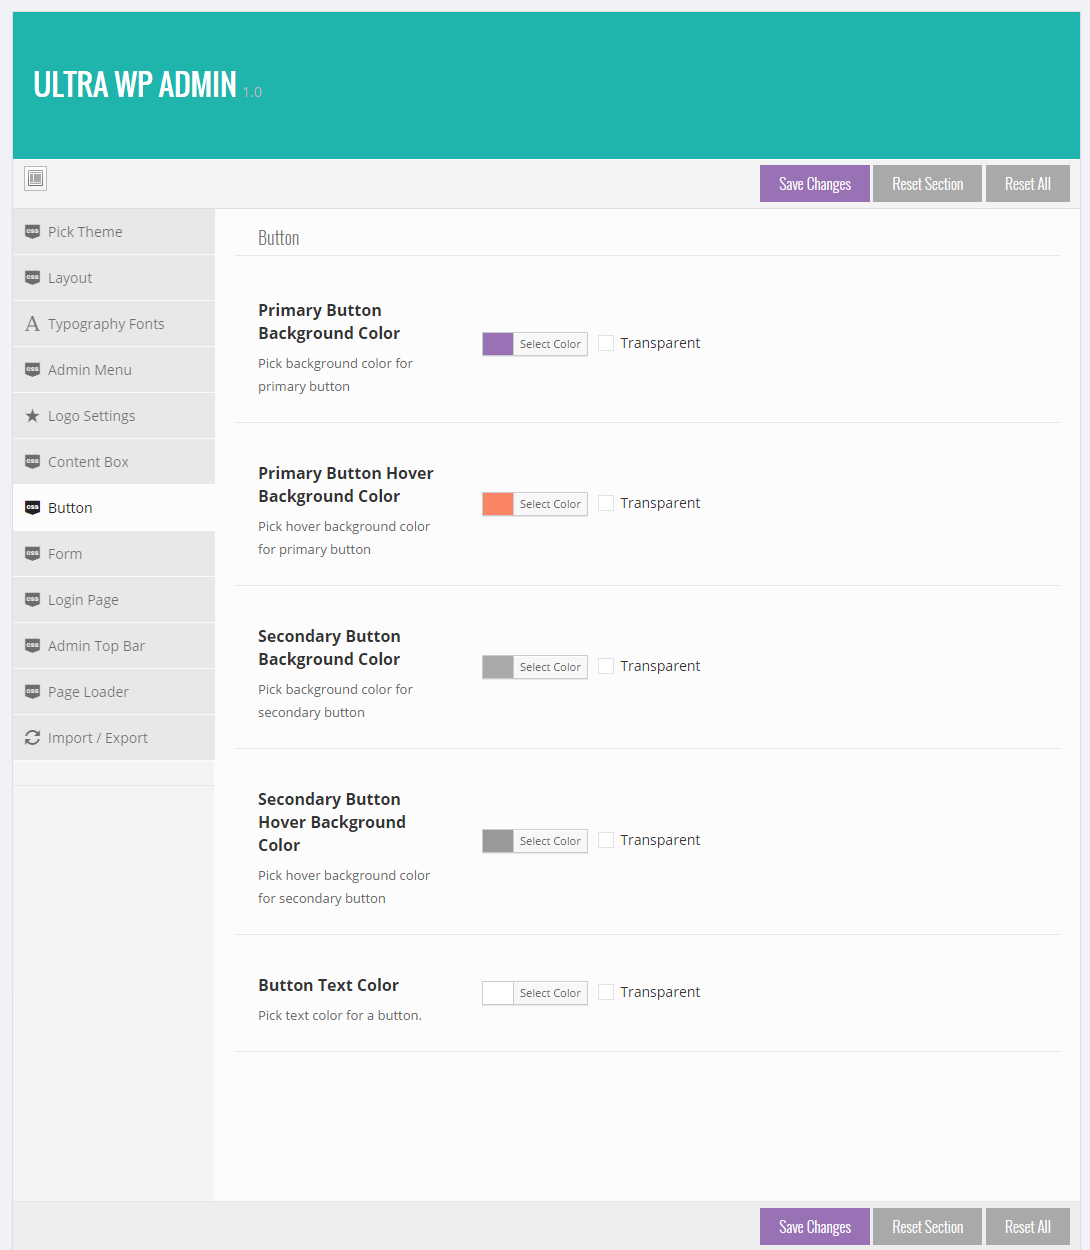 ULTRA WP ADMIN 1.0
Save Changes
Reset Section
Reset All
Pick Theme
Layout
Typography Fonts
Admin Menu
Logo Settings
Content Box
Button
Form
Login Page
Admin Top Bar
Page Loader
Import / Export
Button
Primary Button
Background Color
Pick background color for
primary button
Select Color
Transparent
Primary Button Hover
Background Color
Pick hover background color
for primary button
Select Color
Transparent
Secondary Button
Background Color
Pick background color for
secondary button
Select Color
Transparent
Secondary Button
Hover Background
Color
Pick hover background color
for secondary button
Select Color
Transparent
Button Text Color
Pick text color for a button.
Select Color
Transparent
Save Changes
Reset Section
Reset All